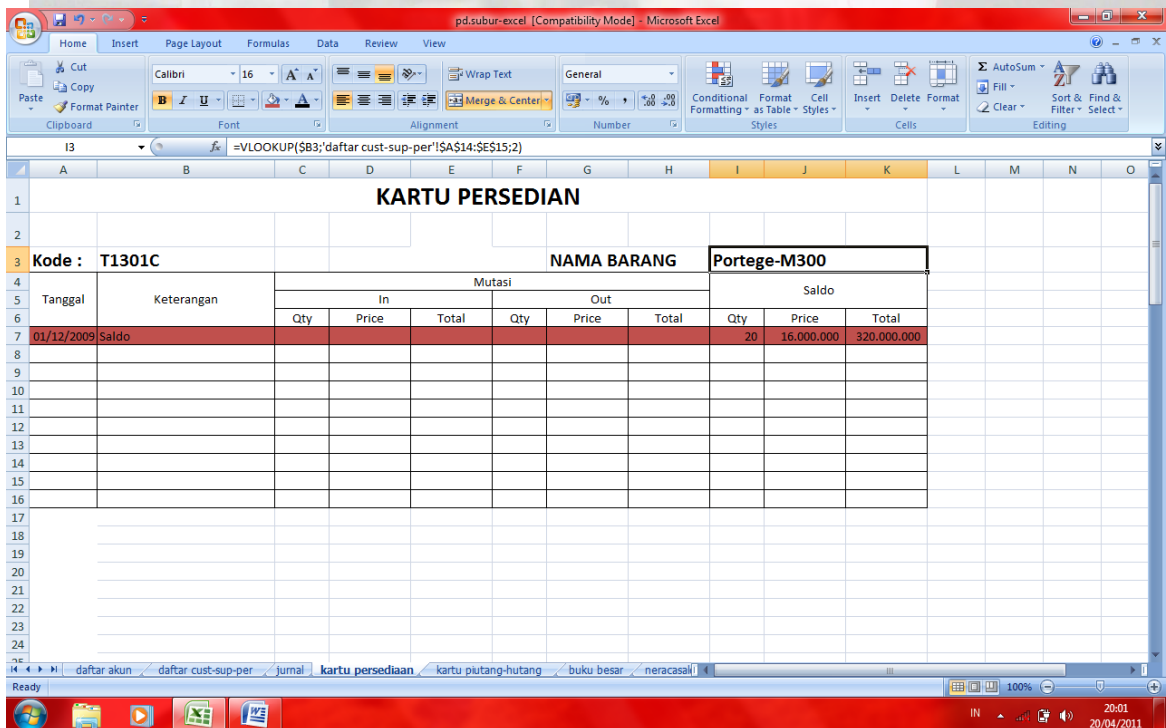 pd.subur-excel [Compatibility Mode] - Microsoft Excel
Home Insert Page Layout Formulas Data Review View
Cut
Copy
Format Painter
Paste
Clipboard
Calibri 16 A A
B I U A
Font
Wrap Text
Merge & Center
Alignment
General
% , .0 .00 .00 .0
Number
Conditional Formatting
Format as Table
Cell Styles
Styles
Insert Delete Format
Cells
Σ AutoSum
Fill
Clear
Sort & Filter
Find & Select
Editing
I3 fx =VLOOKUP($B3;'daftar cust-sup-per'!$A$14:$E$15;2)
A B C D E F G H I J K L M N O
1 KARTU PERSEDIAN
2
3 Kode : T1301C NAMA BARANG Portege-M300
4 Tanggal Keterangan Mutasi Saldo
5 In Out
6 Qty Price Total Qty Price Total Qty Price Total
7 01/12/2009 Saldo 20 16.000.000 320.000.000
8
9
10
11
12
13
14
15
16
17
18
19
20
21
22
23
24
daftar akun daftar cust-sup-per jurnal kartu persediaan kartu piutang-hutang buku besar neracasal
Ready 100%
IN 20:01
20/04/2011